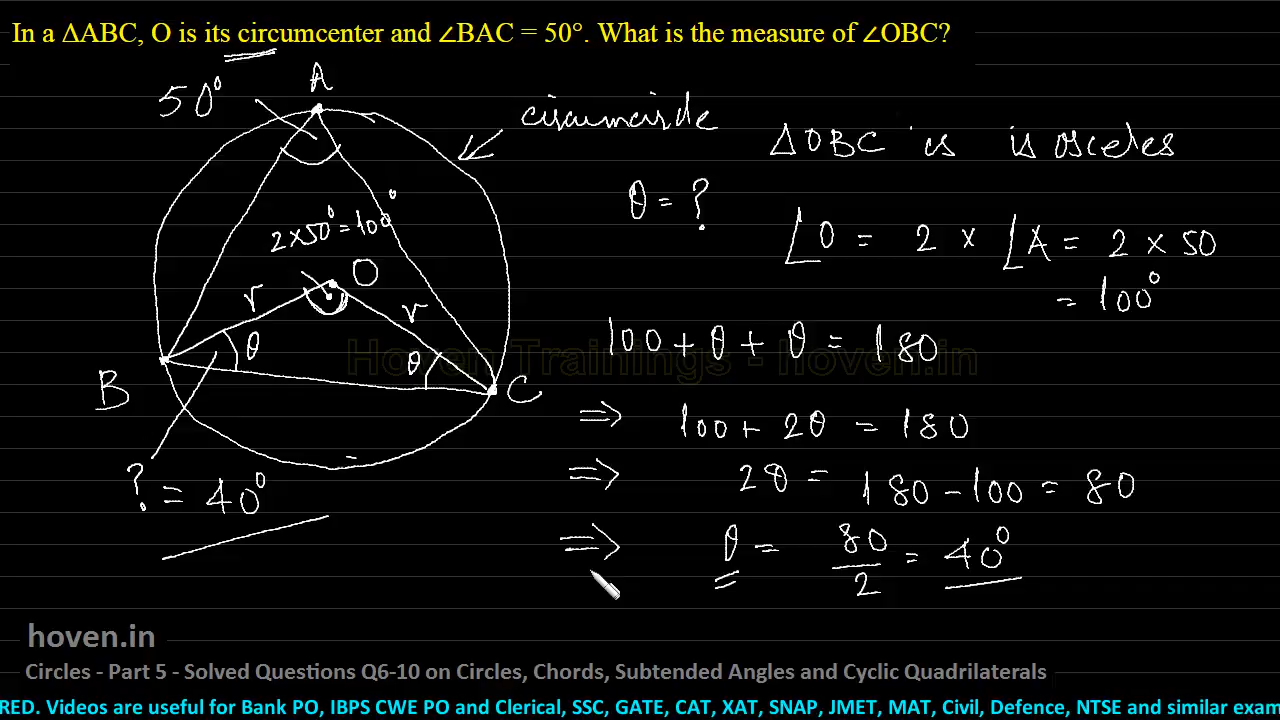 In a ΔABC, O is its circumcenter and ∠BAC = 50°. What is the measure of ∠OBC?
50°
A
circumcircle
ΔOBC is isosceles
θ = ?
2×50°=100°
∠O = 2 × ∠A = 2 × 50
= 100°
O
r
r
θ
θ
B
C
100 + θ + θ = 180
Hoven Trainings - hoven.in
⇒ 100 + 2θ = 180
⇒ 2θ = 180 - 100 = 80
? = 40°
⇒ θ = 80/2 = 40°
hoven.in
Circles - Part 5 - Solved Questions Q6-10 on Circles, Chords, Subtended Angles and Cyclic Quadrilaterals
RED. Videos are useful for Bank PO, IBPS CWE PO and Clerical, SSC, GATE, CAT, XAT, SNAP, JMET, MAT, Civil, Defence, NTSE and similar exam